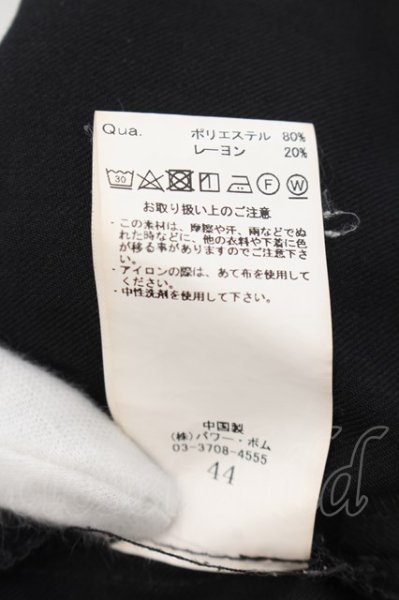 Qua. ポリエステル 80%
レーヨン 20%
30 F W
お取り扱い上のご注意
・この素材は、摩擦や汗、雨などでぬ
れた時などに、他の衣料や下着に色
が移る事がありますのでご注意下さい。
・アイロンの際は、あて布を使用して
ください。
・中性洗剤を使用して下さい。
中国製
(株)パワー・ボム
03-3708-4555
44